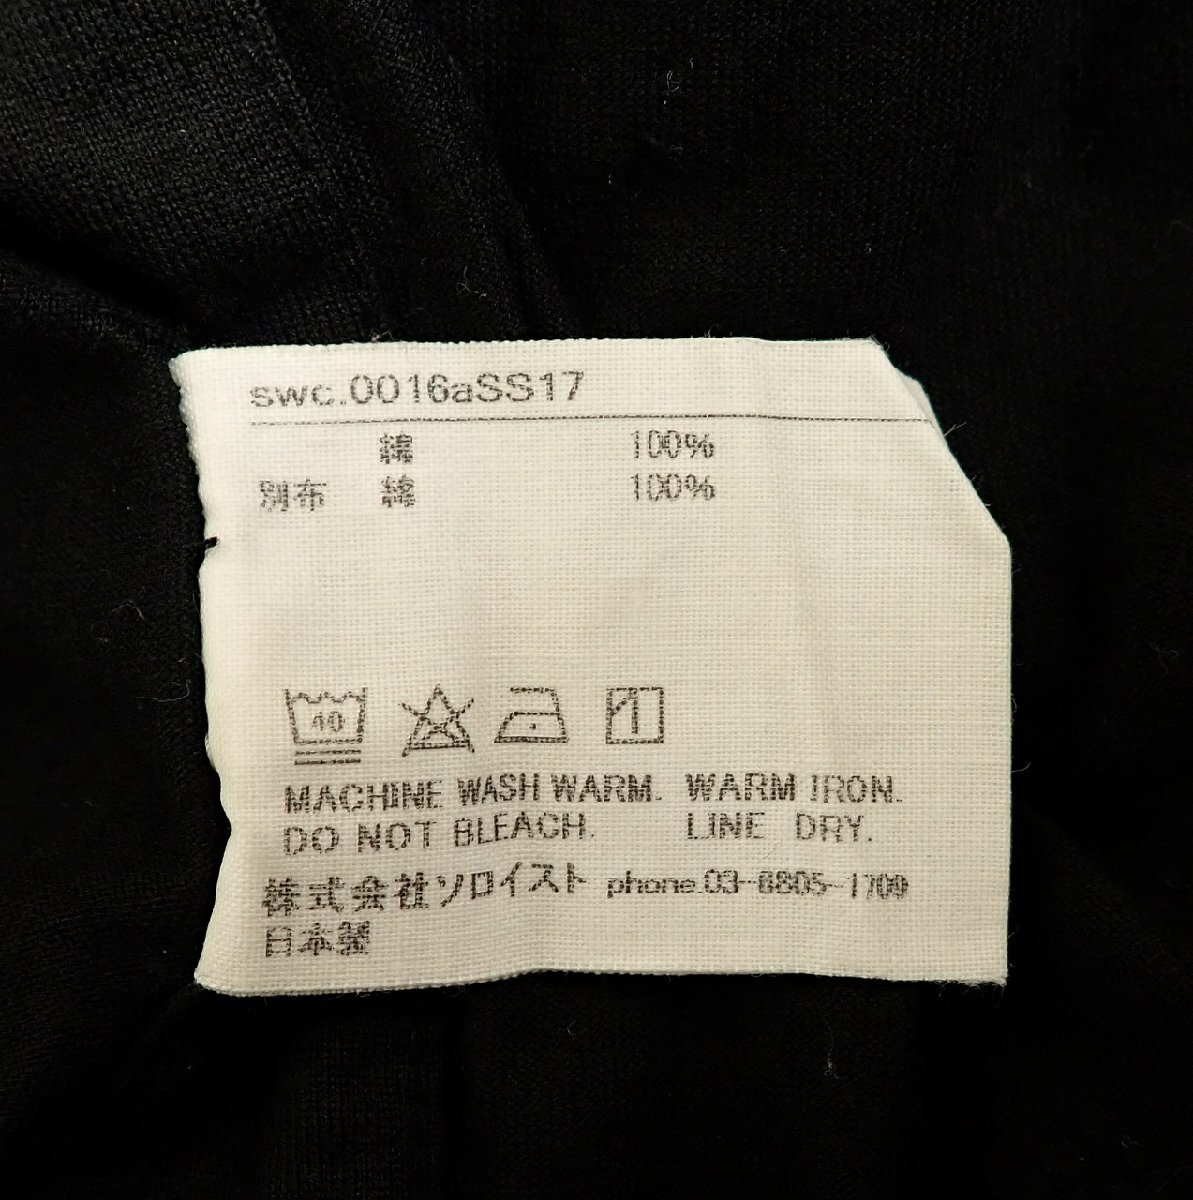 swc.0016aSS17
綿 100%
別布 綿 100%
40
MACHINE WASH WARM. WARM IRON.
DO NOT BLEACH. LINE DRY.
株式会社ソロイスト phone.03-6805-1709
日本製